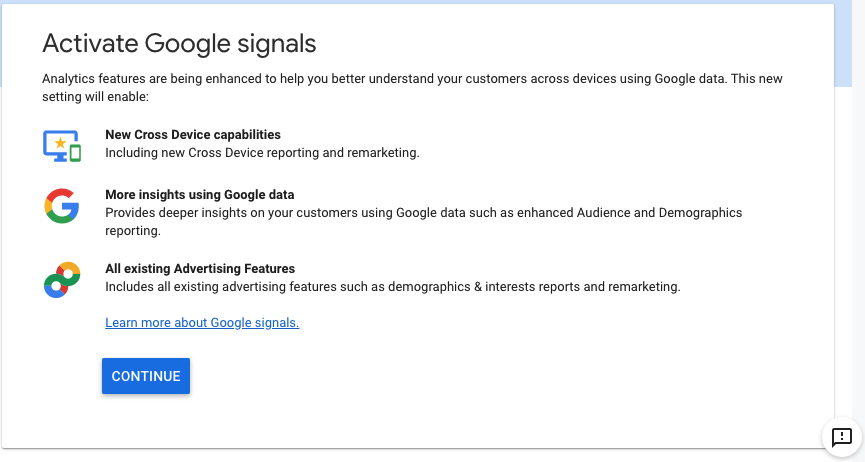 Activate Google signals
Analytics features are being enhanced to help you better understand your customers across devices using Google data. This new
setting will enable:
New Cross Device capabilities
Including new Cross Device reporting and remarketing.
More insights using Google data
Provides deeper insights on your customers using Google data such as enhanced Audience and Demographics
reporting.
All existing Advertising Features
Includes all existing advertising features such as demographics & interests reports and remarketing.
Learn more about Google signals.
CONTINUE